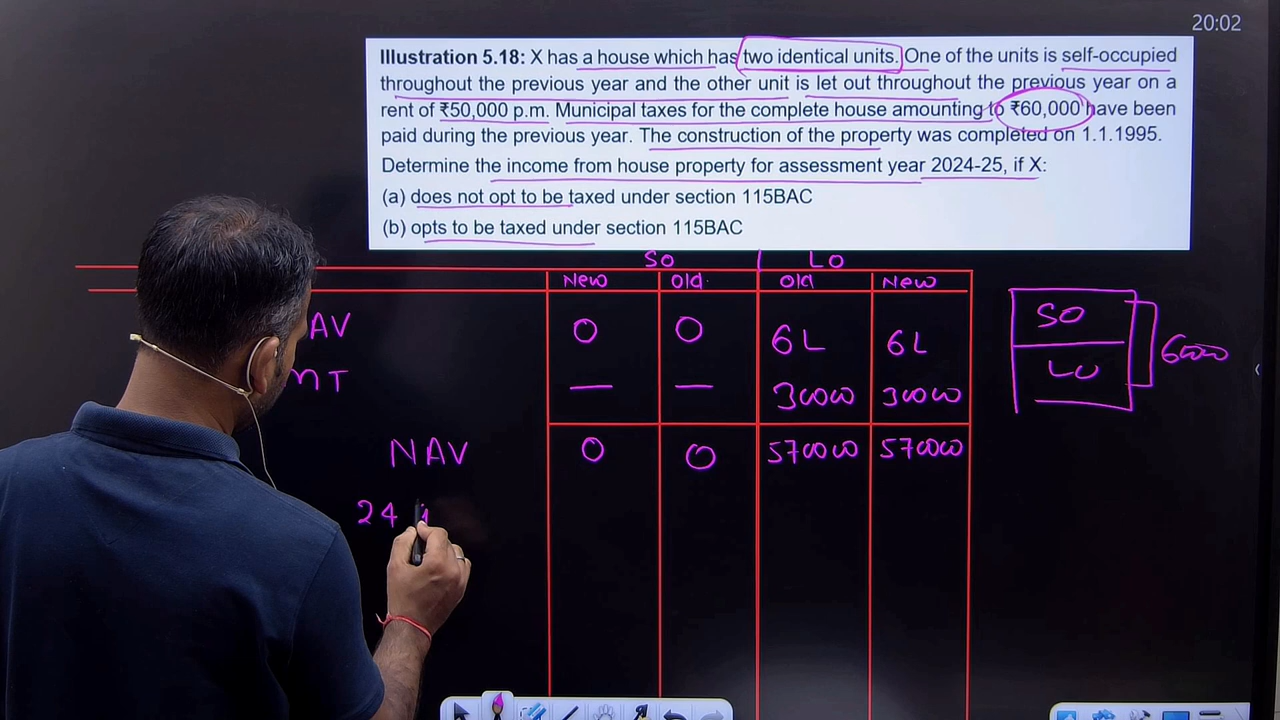 20:02
Illustration 5.18: X has a house which has two identical units. One of the units is self-occupied
throughout the previous year and the other unit is let out throughout the previous year on a
rent of ₹50,000 p.m. Municipal taxes for the complete house amounting to ₹60,000 have been
paid during the previous year. The construction of the property was completed on 1.1.1995.
Determine the income from house property for assessment year 2024-25, if X:
(a) does not opt to be taxed under section 115BAC
(b) opts to be taxed under section 115BAC
SO LO
New Old Old New
AV 0 0 6L 6L
MT — — 30000 30000
NAV 0 0 570000 570000
24
SO
LO
60000